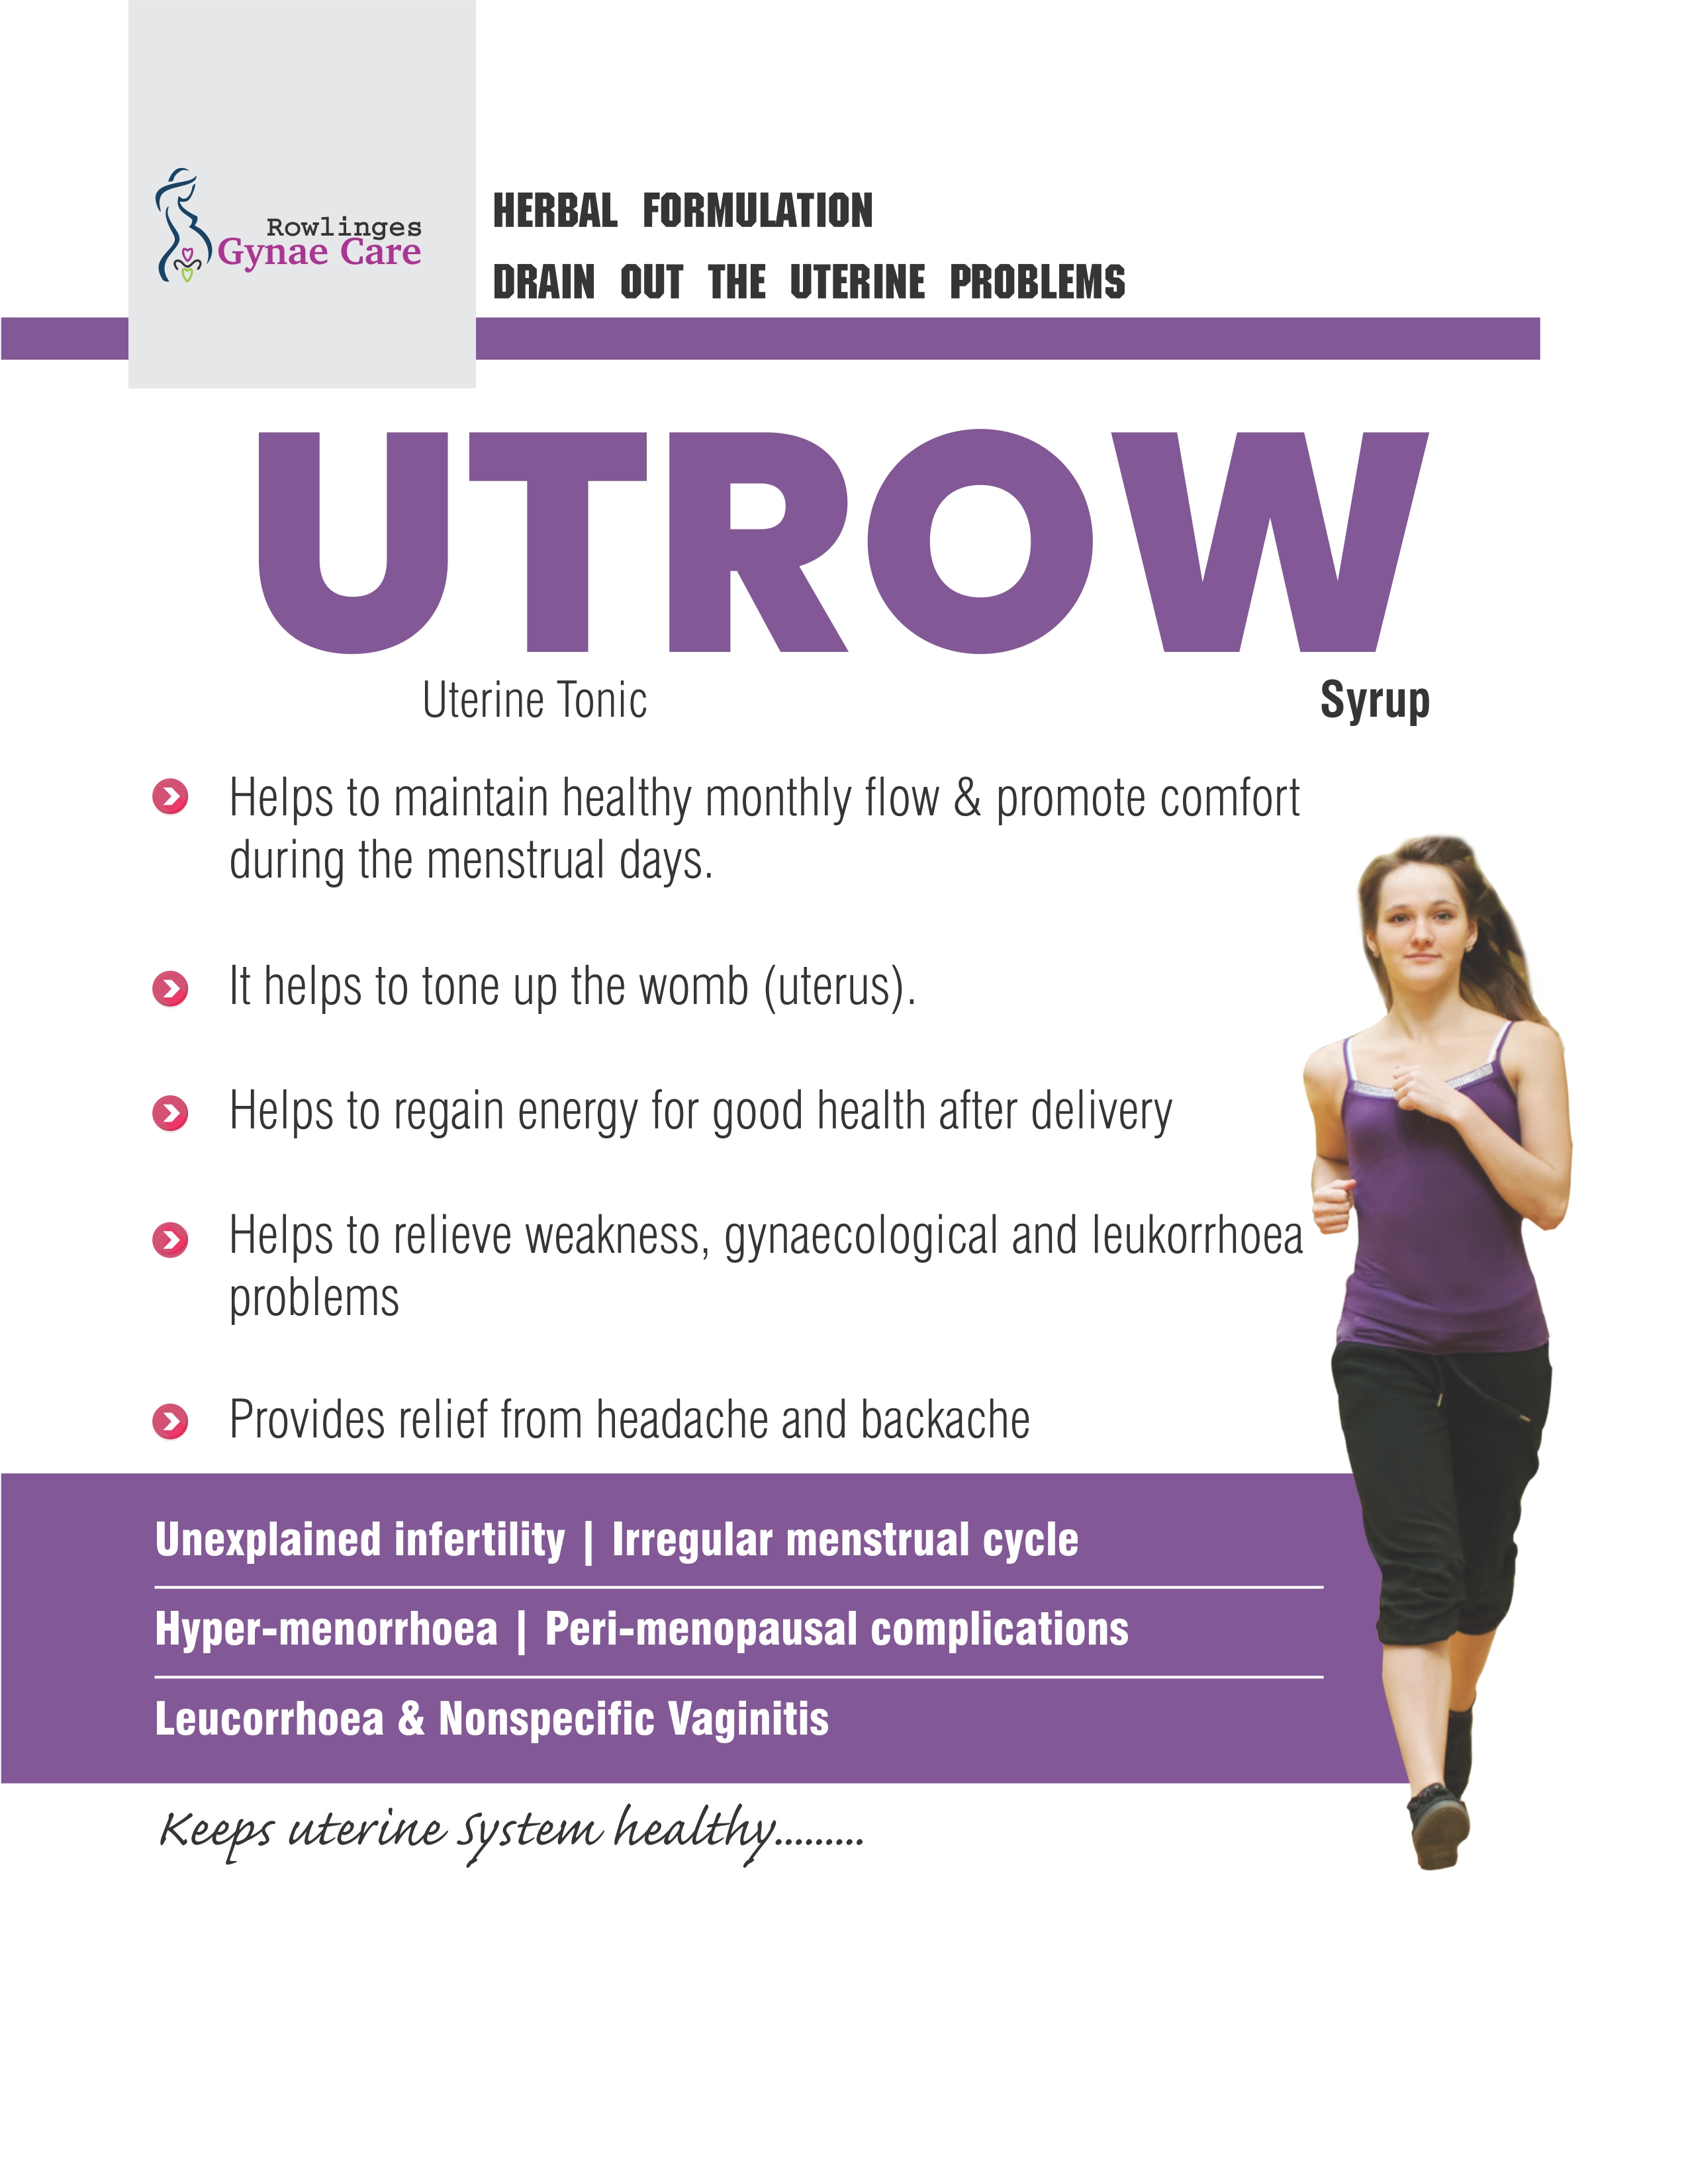 Rowlinges
Gynae Care
HERBAL FORMULATION
DRAIN OUT THE UTERINE PROBLEMS
UTROW
Uterine Tonic
Syrup
Helps to maintain healthy monthly flow & promote comfort
during the menstrual days.
It helps to tone up the womb (uterus).
Helps to regain energy for good health after delivery
Helps to relieve weakness, gynaecological and leukorrhoea
problems
Provides relief from headache and backache
Unexplained infertility | Irregular menstrual cycle
Hyper-menorrhoea | Peri-menopausal complications
Leucorrhoea & Nonspecific Vaginitis
Keeps uterine System healthy.........